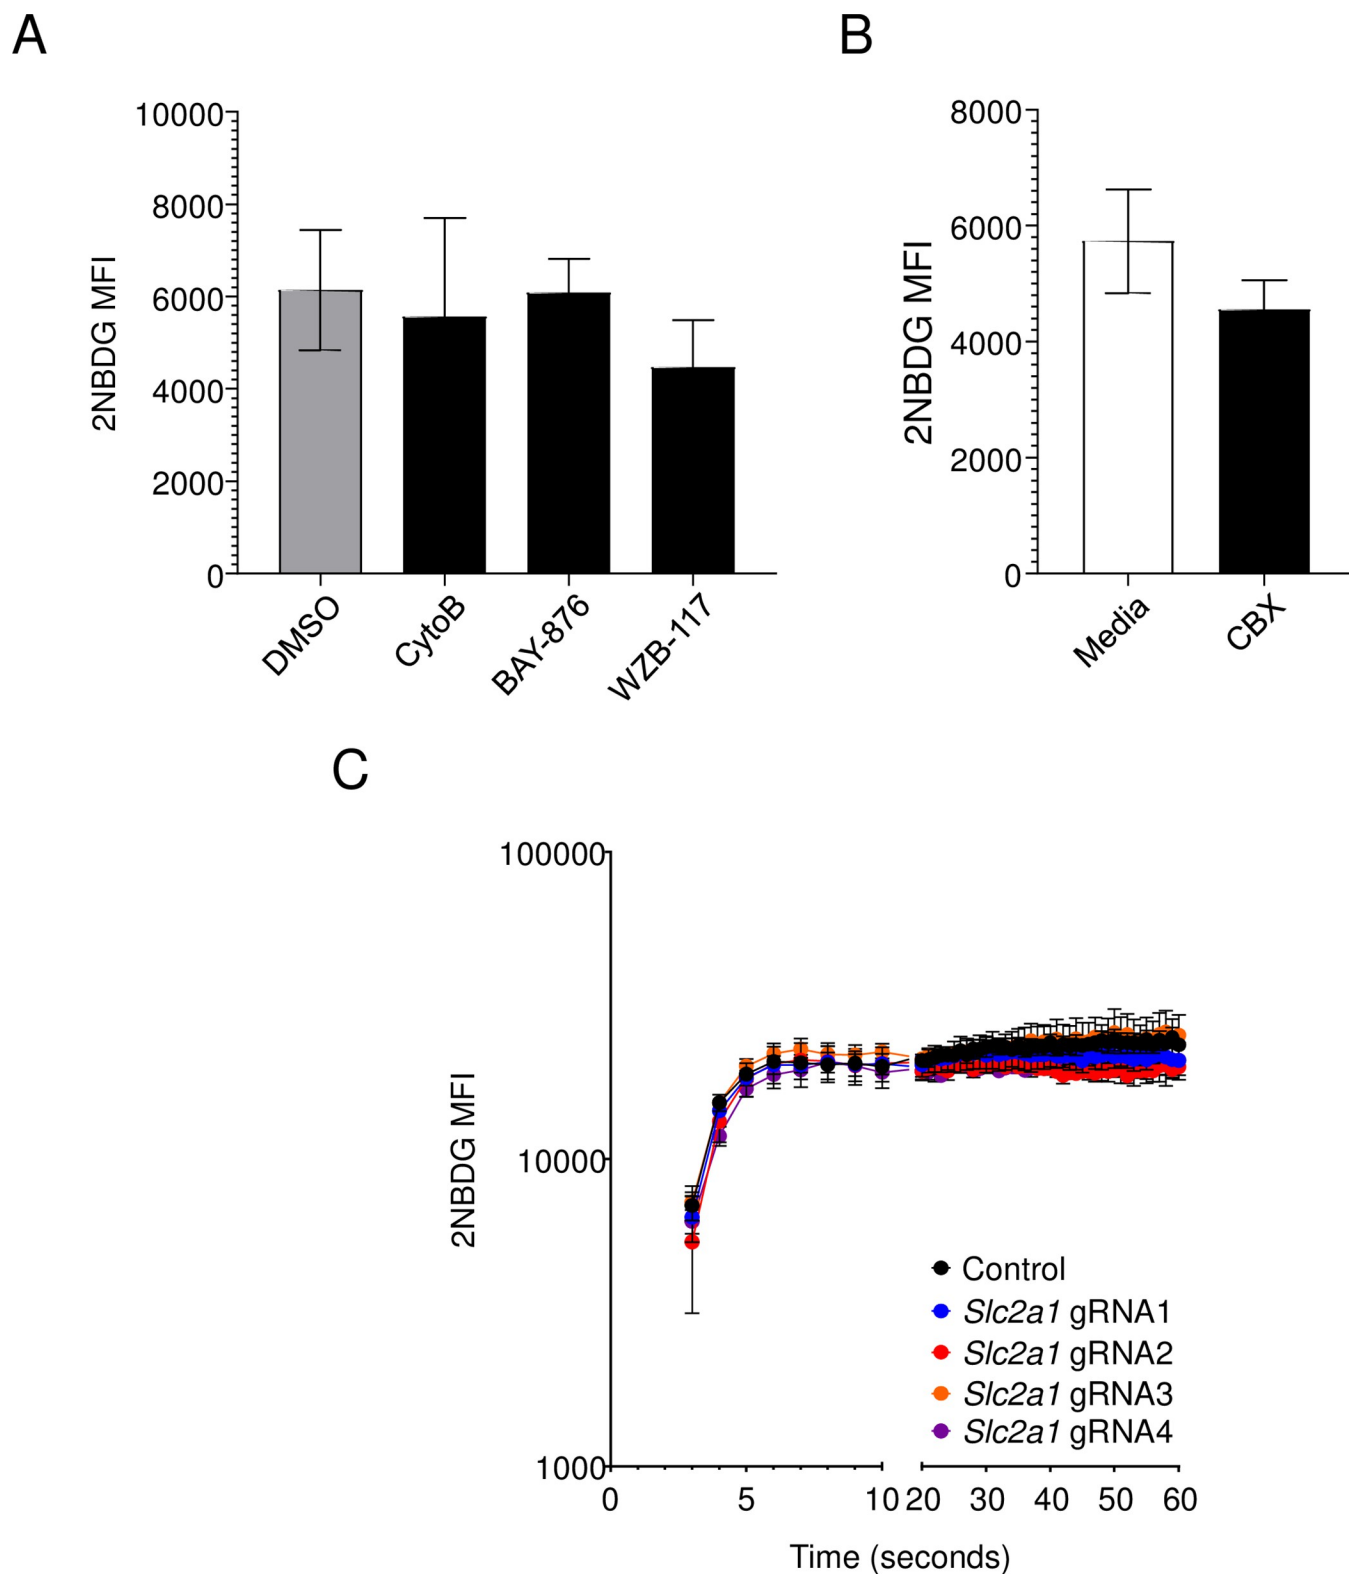 A
B
2NBDG MFI
10000
8000
6000
4000
2000
0
DMSO
CytoB
BAY-876
WZB-117
2NBDG MFI
8000
6000
4000
2000
0
Media
CBX
C
2NBDG MFI
100000
10000
1000
Control
Slc2a1 gRNA1
Slc2a1 gRNA2
Slc2a1 gRNA3
Slc2a1 gRNA4
0 5 10 20 30 40 50 60
Time (seconds)